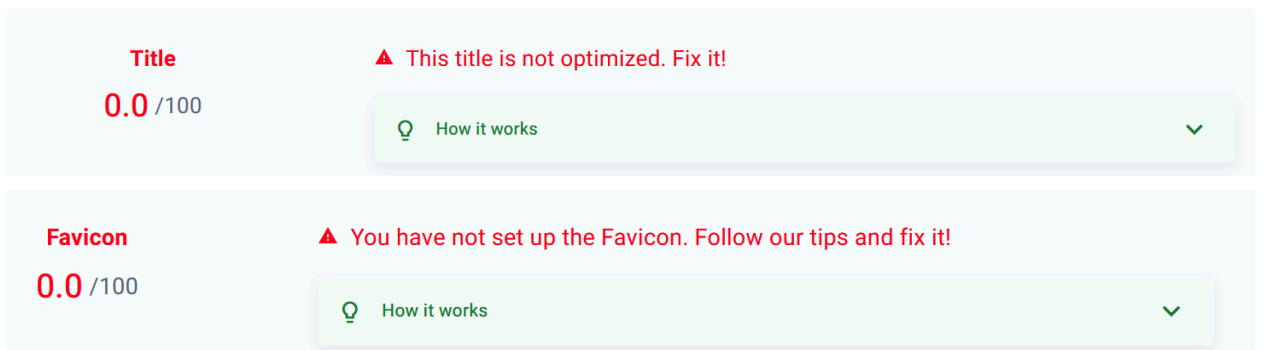 Title
This title is not optimized. Fix it!
0.0 /100
How it works
Favicon
You have not set up the Favicon. Follow our tips and fix it!
0.0 /100
How it works